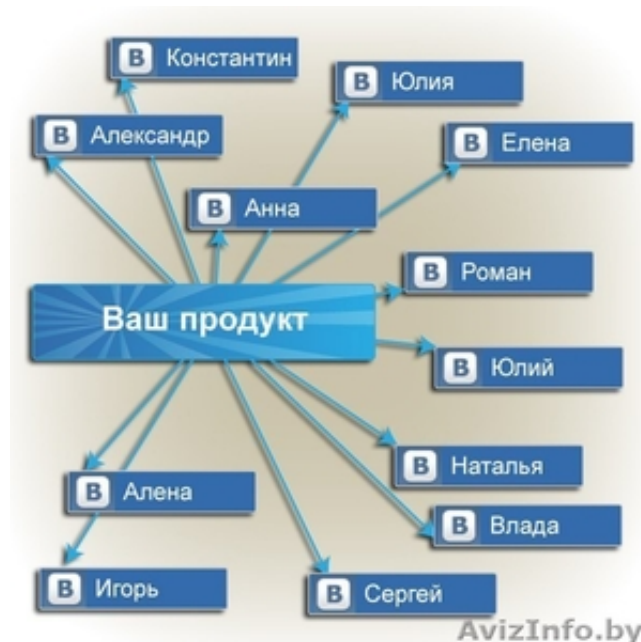 В Константин
В Юлия
В Александр
В Елена
В Анна
В Роман
Ваш продукт
В Юлий
В Наталья
В Алена
В Влада
В Игорь
В Сергей
AvizInfo.by